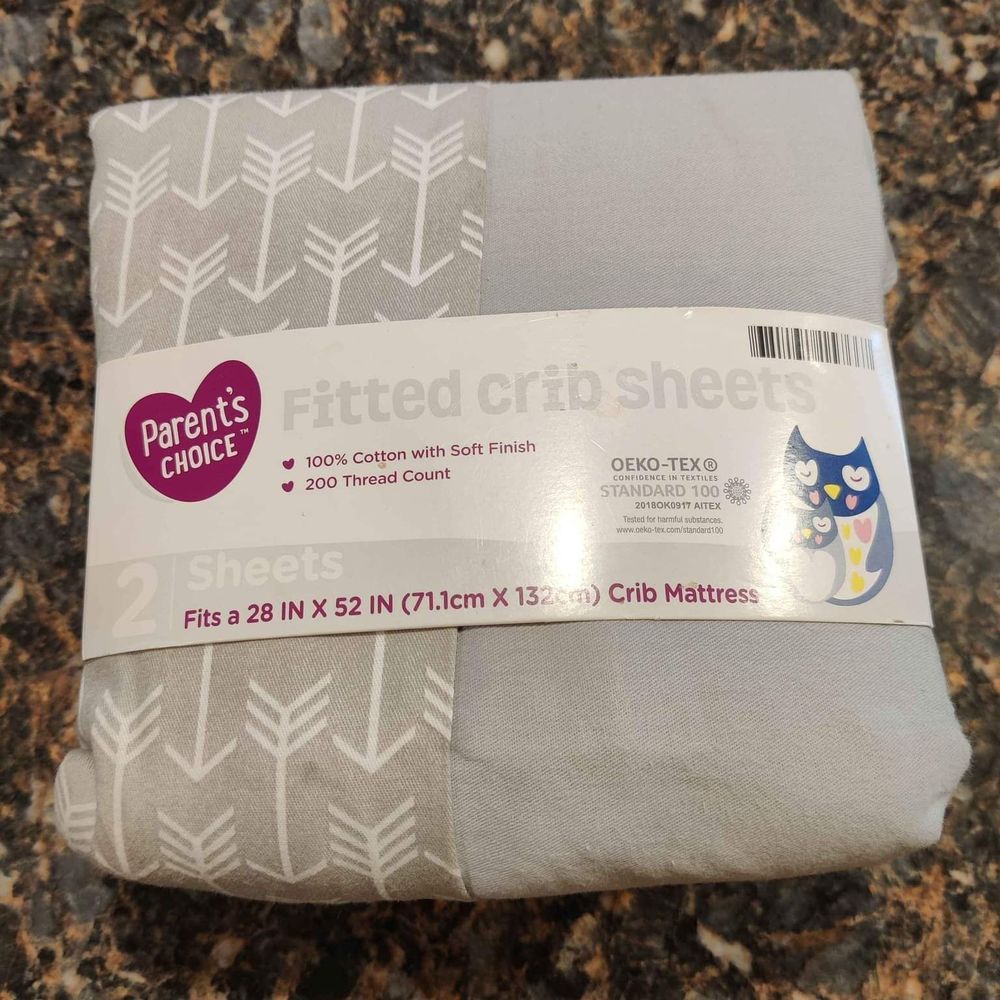 Parent's
CHOICE™
Fitted crib sheets
100% Cotton with Soft Finish
200 Thread Count
OEKO-TEX®
CONFIDENCE IN TEXTILES
STANDARD 100
2018OK0917 AITEX
Tested for harmful substances.
www.oeko-tex.com/standard100
2 Sheets
Fits a 28 IN X 52 IN (71.1cm X 132cm) Crib Mattress